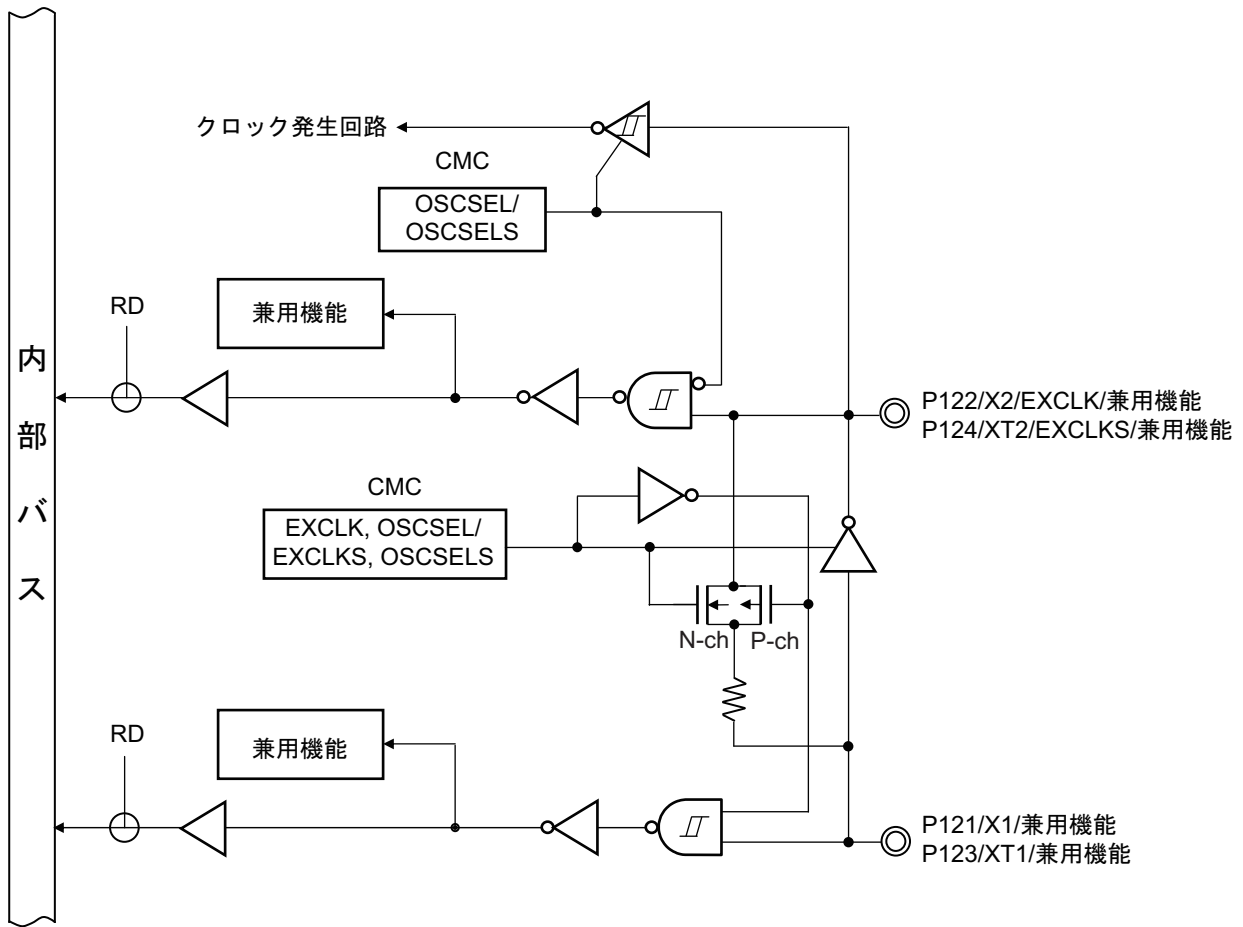 クロック発生回路
CMC
OSCSEL/
OSCSELS
RD
兼用機能
内部バス
P122/X2/EXCLK/兼用機能
P124/XT2/EXCLKS/兼用機能
CMC
EXCLK, OSCSEL/
EXCLKS, OSCSELS
N-ch
P-ch
RD
兼用機能
P121/X1/兼用機能
P123/XT1/兼用機能